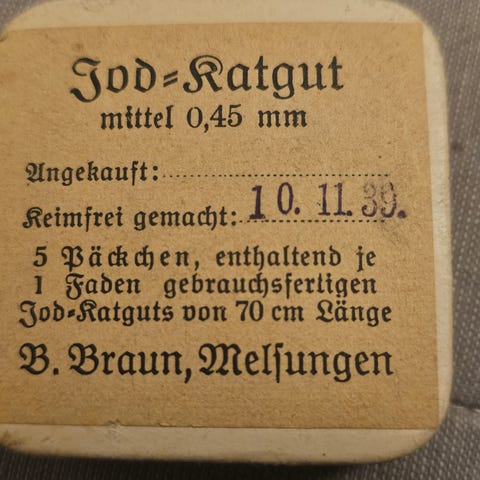 Jod-Katgut
mittel 0,45 mm
Angekauft:
Keimfrei gemacht: 10. 11. 39.
5 Päckchen, enthaltend je
1 Faden gebrauchsfertigen
Jod-Katguts von 70 cm Länge
B. Braun, Melsungen